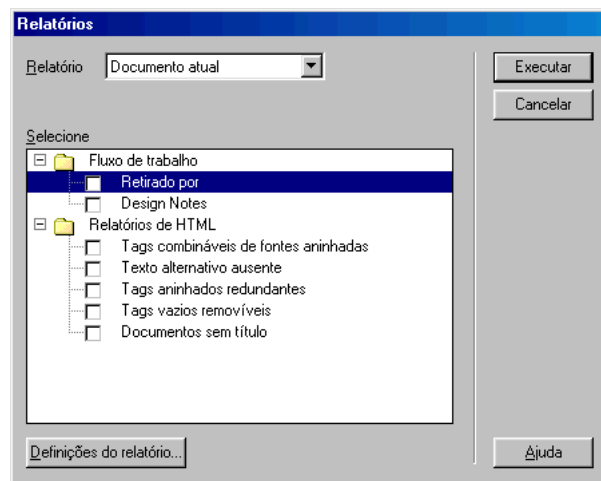 Relatórios
Relatório Documento atual Executar
Cancelar
Selecione
Fluxo de trabalho
Retirado por
Design Notes
Relatórios de HTML
Tags combináveis de fontes aninhadas
Texto alternativo ausente
Tags aninhados redundantes
Tags vazios removíveis
Documentos sem título
Definições do relatório... Ajuda